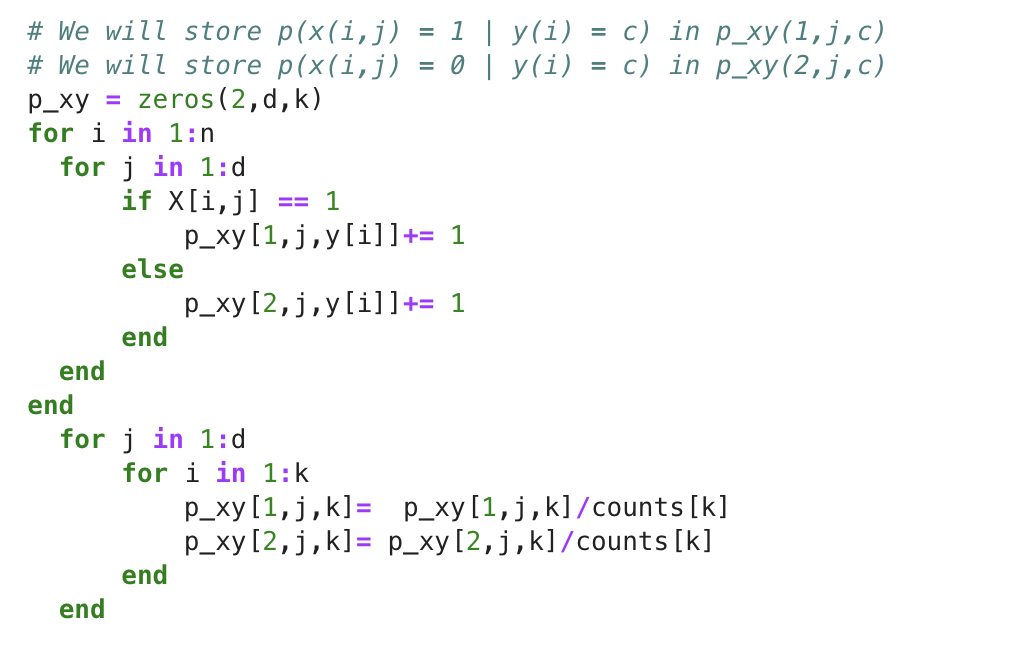 # We will store p(x(i,j) = 1 | y(i) = c) in p_xy(1,j,c)
# We will store p(x(i,j) = 0 | y(i) = c) in p_xy(2,j,c)
p_xy = zeros(2,d,k)
for i in 1:n
  for j in 1:d
      if X[i,j] == 1
          p_xy[1,j,y[i]]+= 1
      else
          p_xy[2,j,y[i]]+= 1
      end
  end
end
  for j in 1:d
      for i in 1:k
          p_xy[1,j,k]=  p_xy[1,j,k]/counts[k]
          p_xy[2,j,k]= p_xy[2,j,k]/counts[k]
      end
  end